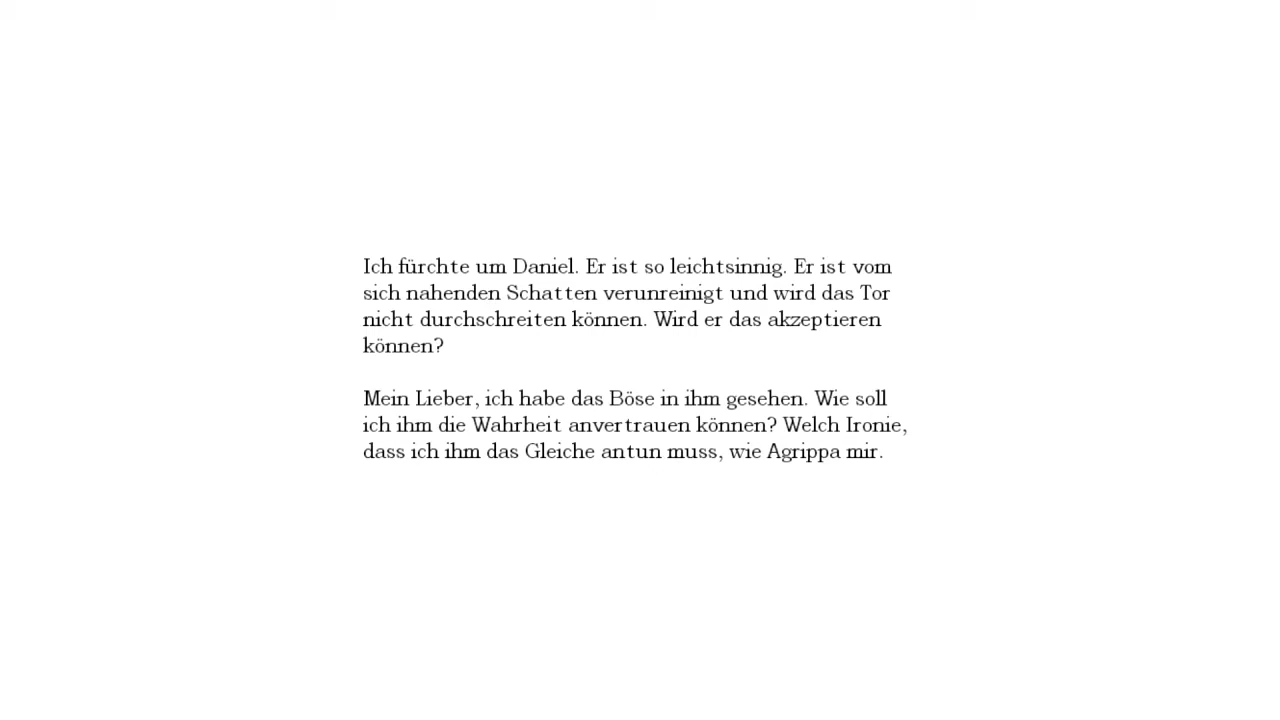 Ich fürchte um Daniel. Er ist so leichtsinnig. Er ist vom
sich nahenden Schatten verunreinigt und wird das Tor
nicht durchschreiten können. Wird er das akzeptieren
können?
Mein Lieber, ich habe das Böse in ihm gesehen. Wie soll
ich ihm die Wahrheit anvertrauen können? Welch Ironie,
dass ich ihm das Gleiche antun muss, wie Agrippa mir.